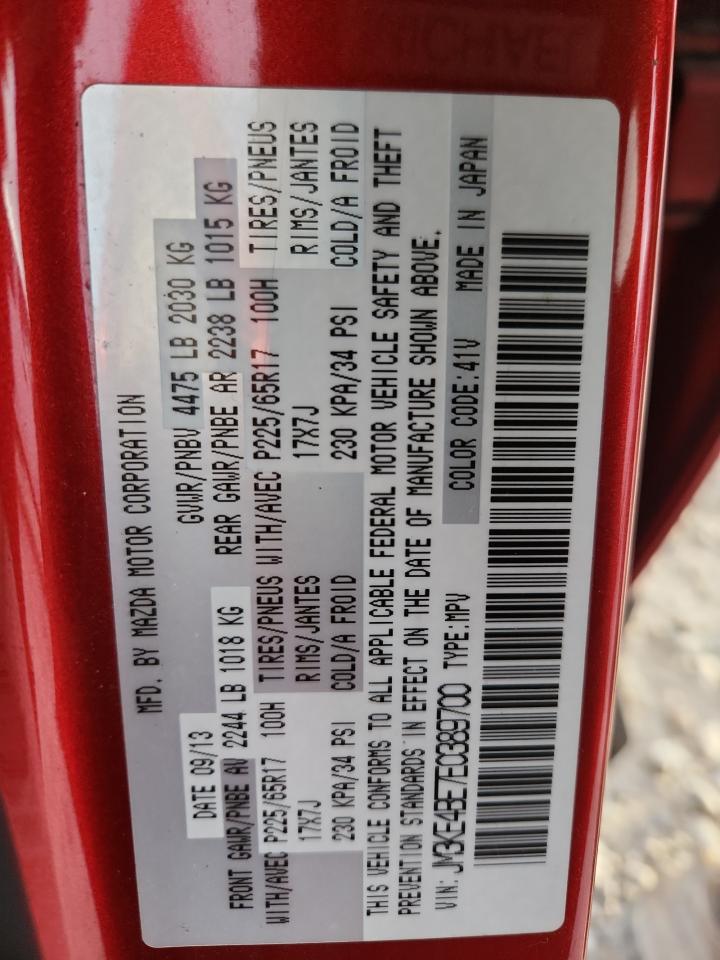 MFD. BY MAZDA MOTOR CORPORATION
DATE 09/13 GVWR/PNBV 4475 LB 2030 KG
FRONT GAWR/PNBE AV 2244 LB 1018 KG REAR GAWR/PNBE AR 2238 LB 1015 KG
WITH/AVEC P225/65R17 100H TIRES/PNEUS WITH/AVEC P225/65R17 100H TIRES/PNEUS
17X7J RIMS/JANTES 17X7J RIMS/JANTES
230 KPA/34 PSI COLD/A FROID 230 KPA/34 PSI COLD/A FROID
THIS VEHICLE CONFORMS TO ALL APPLICABLE FEDERAL MOTOR VEHICLE SAFETY AND THEFT
PREVENTION STANDARDS IN EFFECT ON THE DATE OF MANUFACTURE SHOWN ABOVE.
VIN: JM3KE4BE7E0389700 TYPE:MPV COLOR CODE:41V MADE IN JAPAN